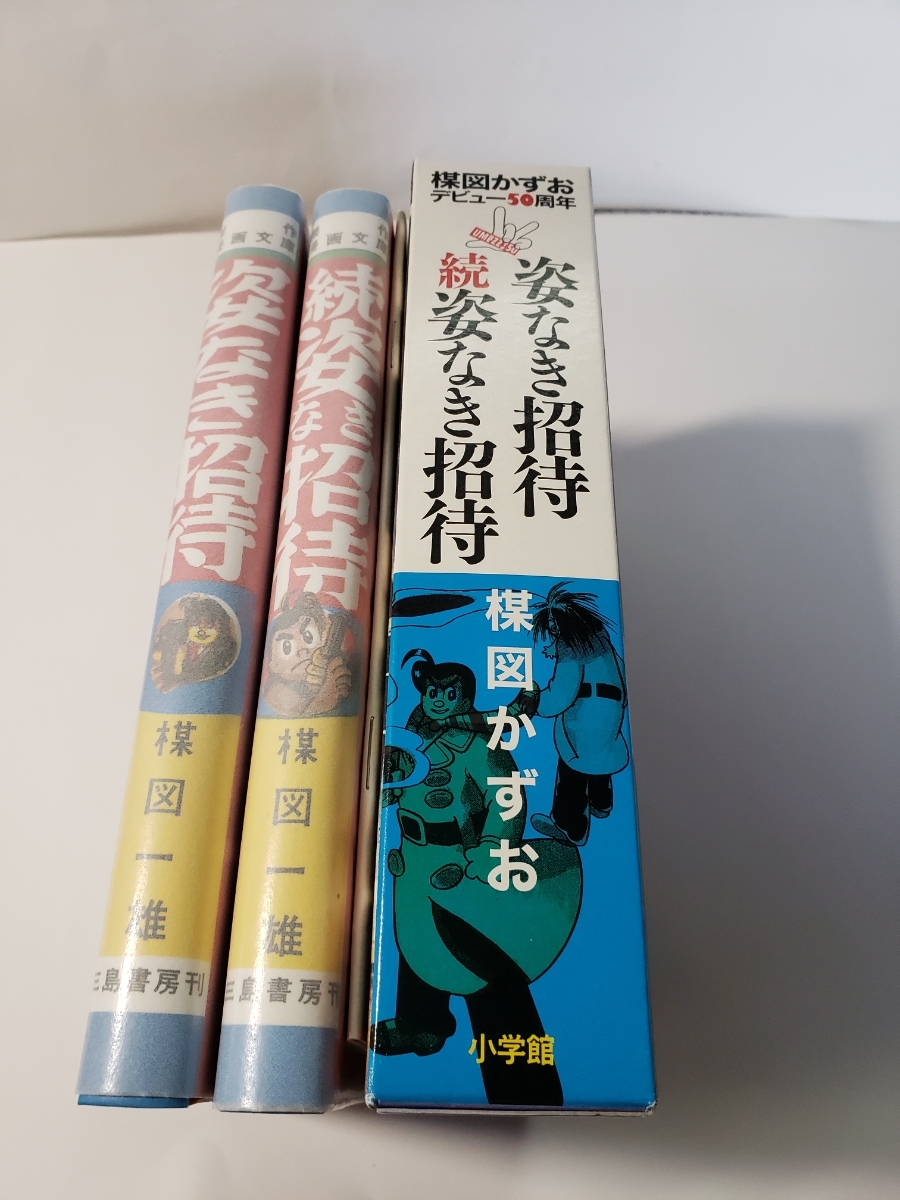 作
画文庫
姿なき招待
楳図一雄
三島書房刊
作
画文庫
続姿なき招待
楳図一雄
三島書房刊
楳図かずお
デビュー50周年
UMEZZ50
姿なき招待
続姿なき招待
楳図かずお
小学館